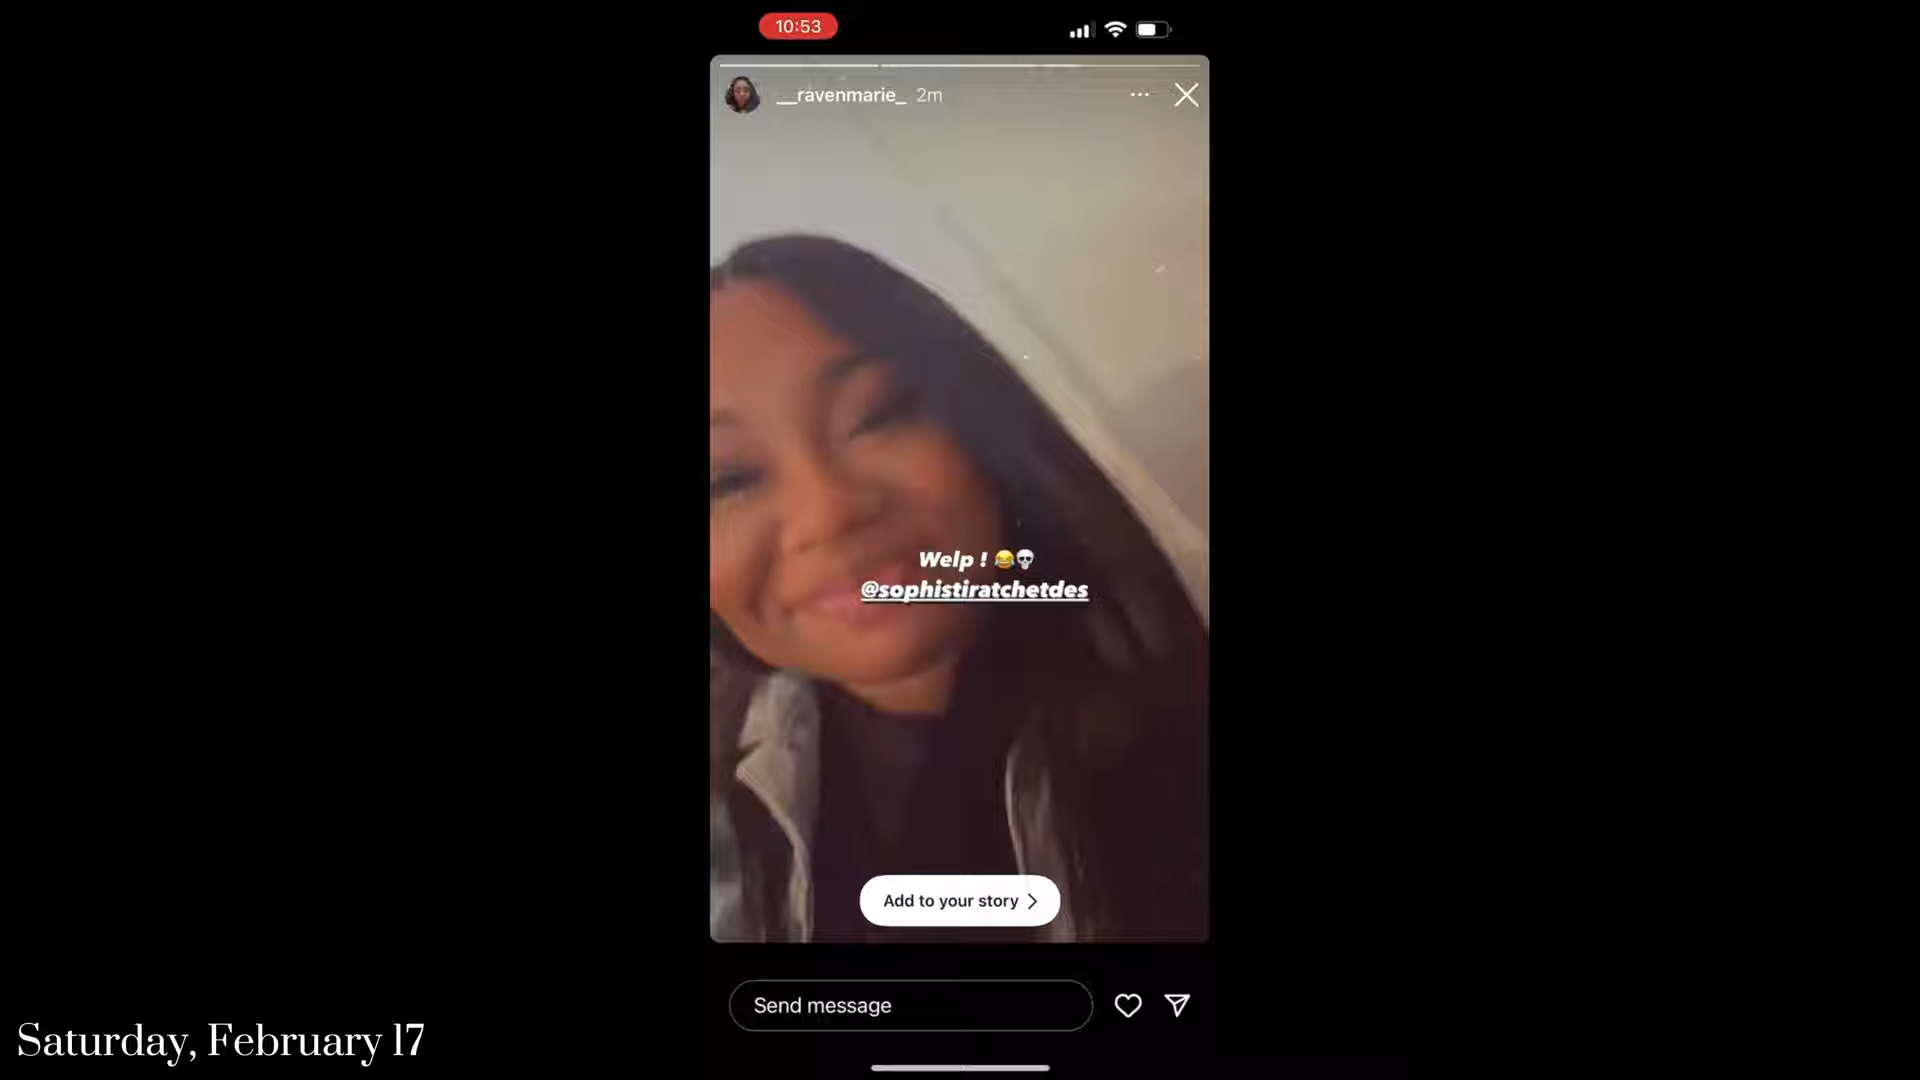 10:53
__ravenmarie_ 2m
Welp ! 😂💀
@sophistiratchetdes
Add to your story
Send message
Saturday, February 17